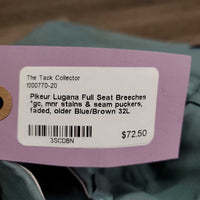 The Tack Collector
1000770-20
Pikeur Lugana Full Seat Breeches
*gc, mnr stains & seam puckers,
faded, older Blue/Brown 32L
$72.50
3SCDBN